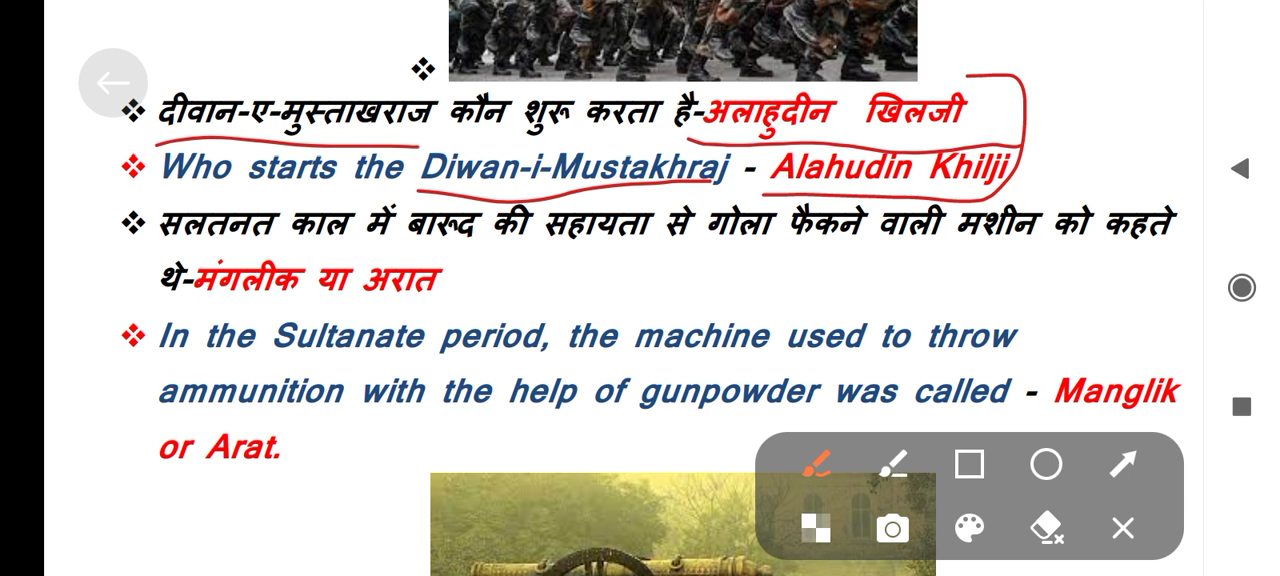 ❖
❖ दीवान-ए-मुस्ताखराज कौन शुरू करता है-अलाहुदीन खिलजी
❖ Who starts the Diwan-i-Mustakhraj - Alahudin Khilji
❖ सलतनत काल में बारूद की सहायता से गोला फैकने वाली मशीन को कहते
थे-मंगलीक या अरात
❖ In the Sultanate period, the machine used to throw
ammunition with the help of gunpowder was called - Manglik
or Arat.